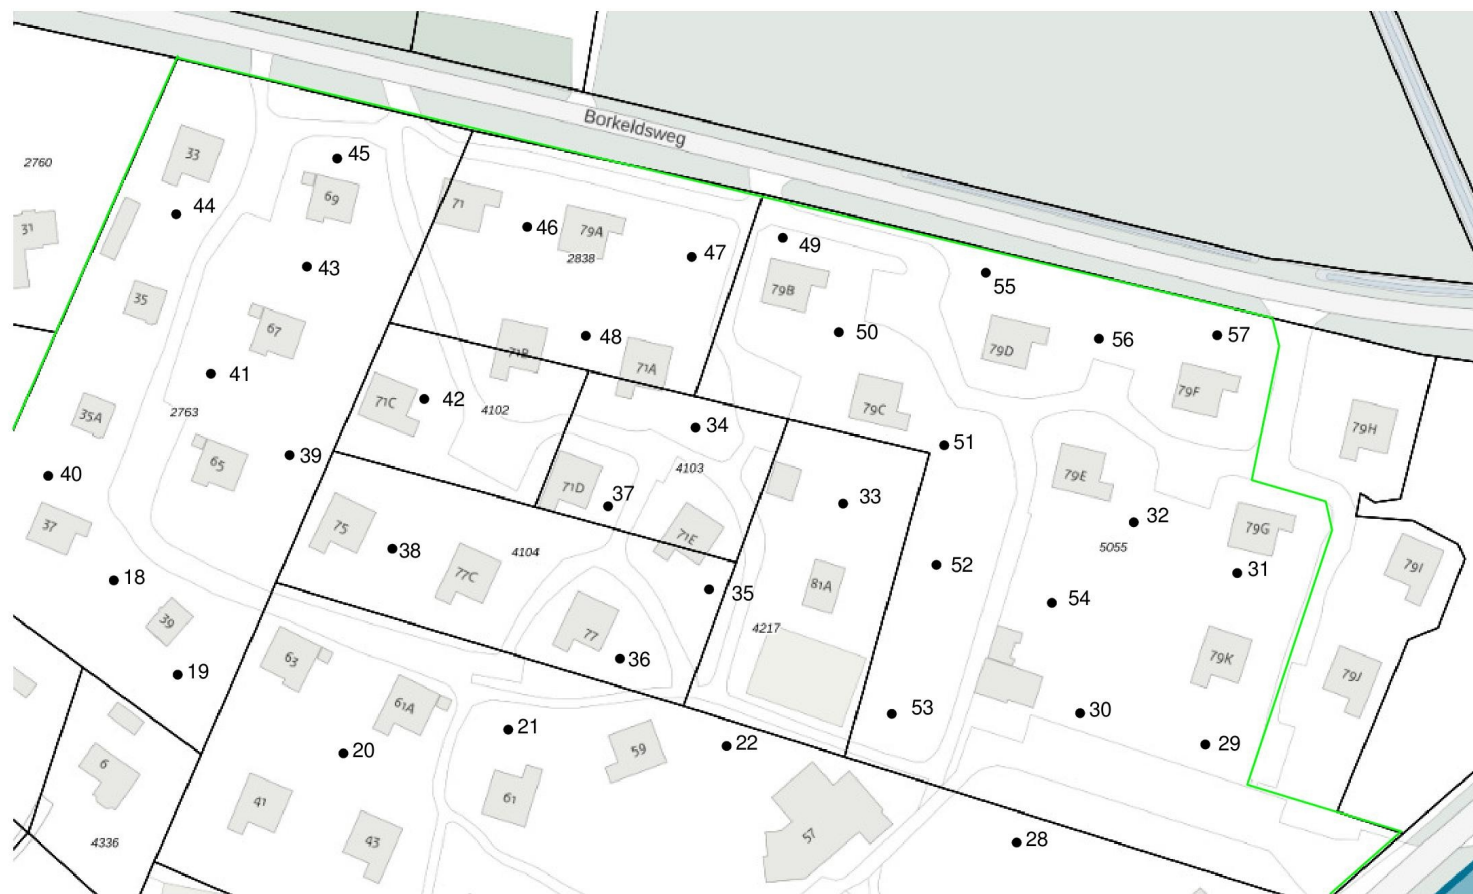 Borkeldsweg
33
45
2760
69
44
71
46
79A
47
49
31
2838
79B
55
43
35
67
50
71B
48
79D
56
57
71A
41
79F
71C
42
35A
2763
4102
79C
79H
34
51
65
39
4103
79E
40
71D
37
33
37
75
38
4104
71E
32
79G
5055
77C
52
31
79I
18
81A
35
54
39
77
4217
63
36
79K
19
79J
61A
53
30
21
20
59
22
29
6
61
41
43
57
28
4336